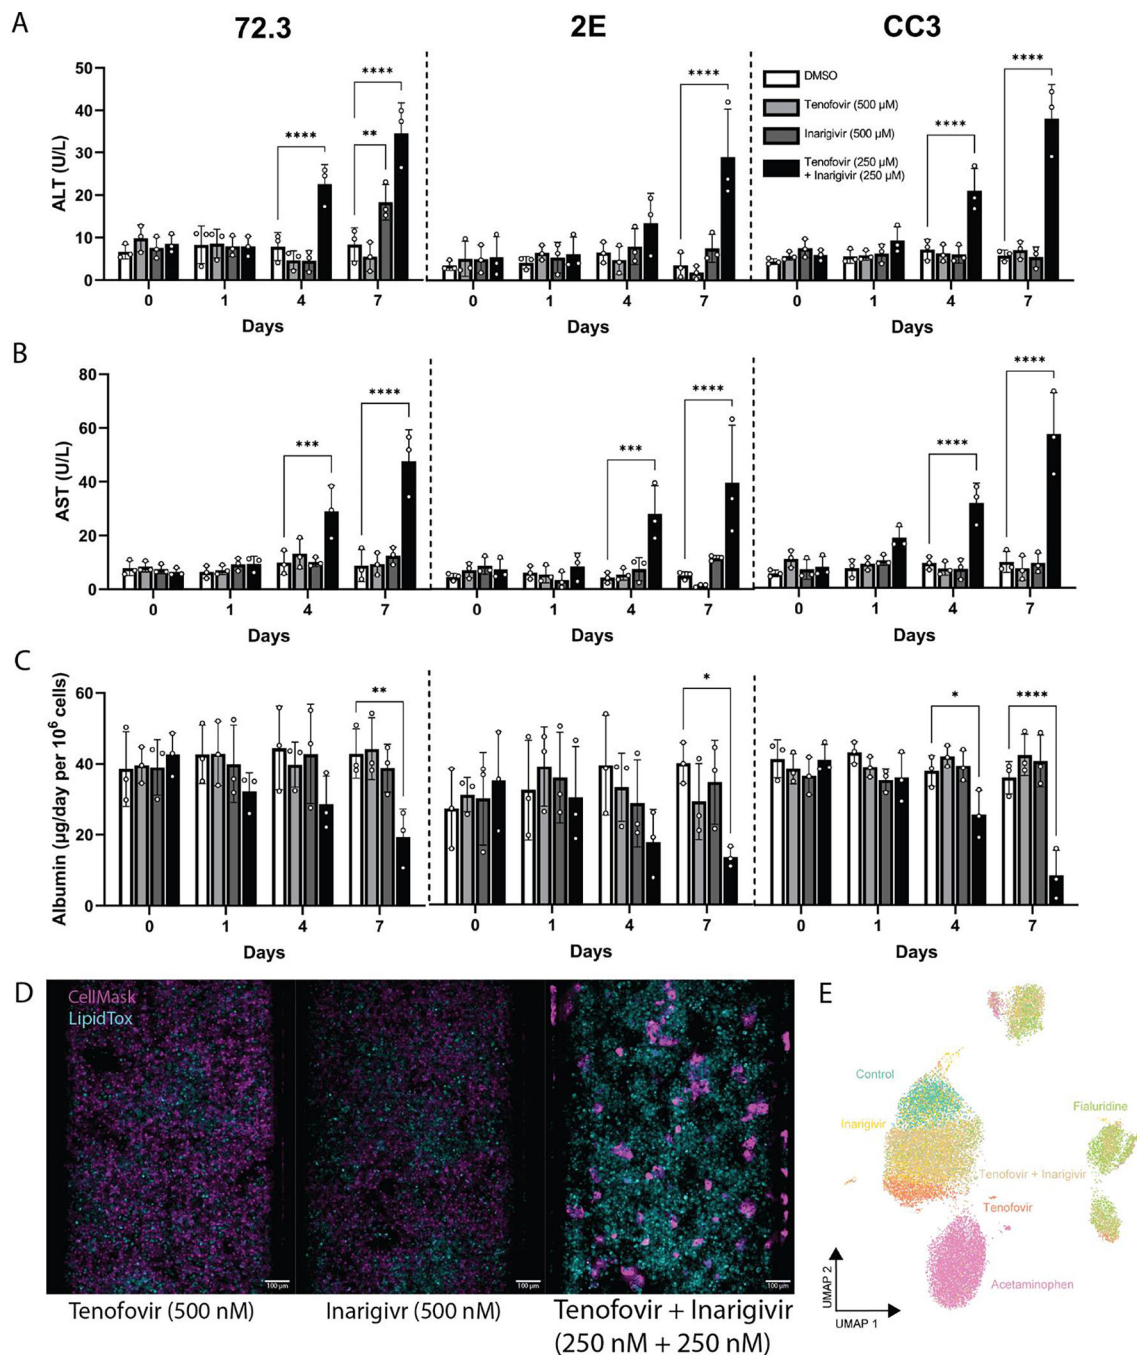 A
72.3
2E
CC3
ALT (U/L)
50
40
30
20
10
0
****
**
****
****
****
****
DMSO
Tenofovir (500 µM)
Inarigivir (500 µM)
Tenofovir (250 µM)
+ Inarigivir (250 µM)
0 1 4 7
0 1 4 7
0 1 4 7
Days
Days
Days
B
AST (U/L)
80
60
40
20
0
***
****
***
****
****
****
0 1 4 7
0 1 4 7
0 1 4 7
Days
Days
Days
C
Albumin (µg/day per 10⁶ cells)
60
40
20
0
**
*
*
****
0 1 4 7
0 1 4 7
0 1 4 7
Days
Days
Days
D
CellMask
LipidTox
100 µm
100 µm
100 µm
Tenofovir (500 nM)
Inarigivr (500 nM)
Tenofovir + Inarigivir
(250 nM + 250 nM)
E
Control
Inarigivir
Fialuridine
Tenofovir + Inarigivir
Tenofovir
Acetaminophen
UMAP 2
UMAP 1